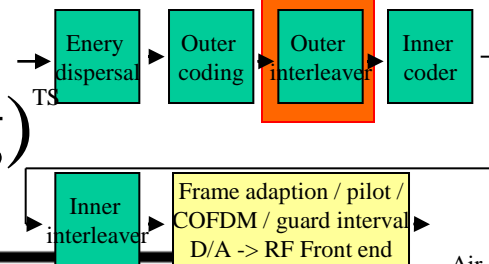 Enery
dispersal
Outer
coding
Outer
interleaver
Inner
coder
TS
)
Inner
interleaver
Frame adaption / pilot /
COFDM / guard interval
D/A -> RF Front end
Air